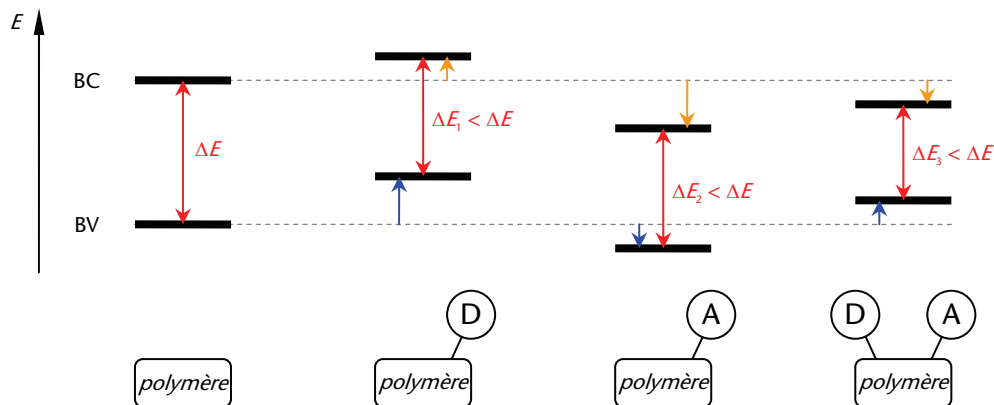 E
BC
ΔE
ΔE₁ < ΔE
ΔE₂ < ΔE
ΔE₃ < ΔE
BV
D
A
D
A
polymère
polymère
polymère
polymère